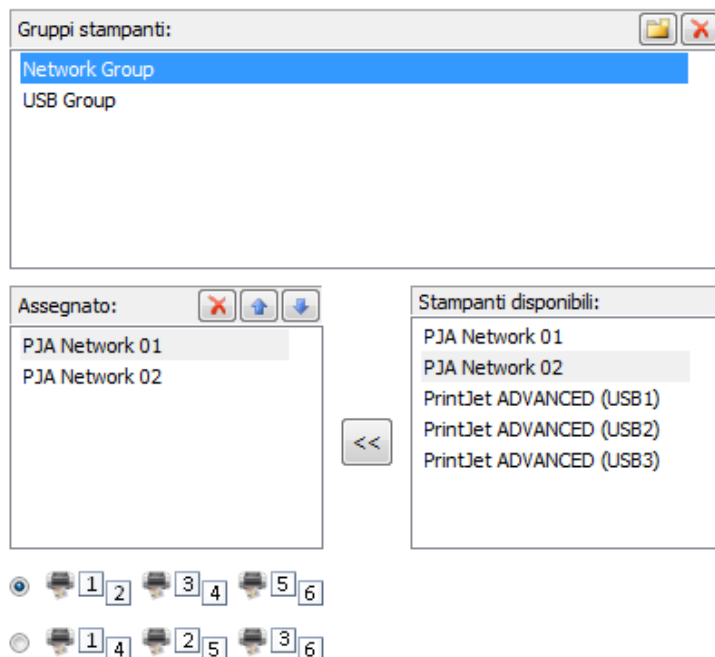 Gruppi stampanti:
Network Group
USB Group
Assegnato:
PJA Network 01
PJA Network 02
<<
Stampanti disponibili:
PJA Network 01
PJA Network 02
PrintJet ADVANCED (USB1)
PrintJet ADVANCED (USB2)
PrintJet ADVANCED (USB3)
1 2 3 4 5 6
1 4 2 5 3 6